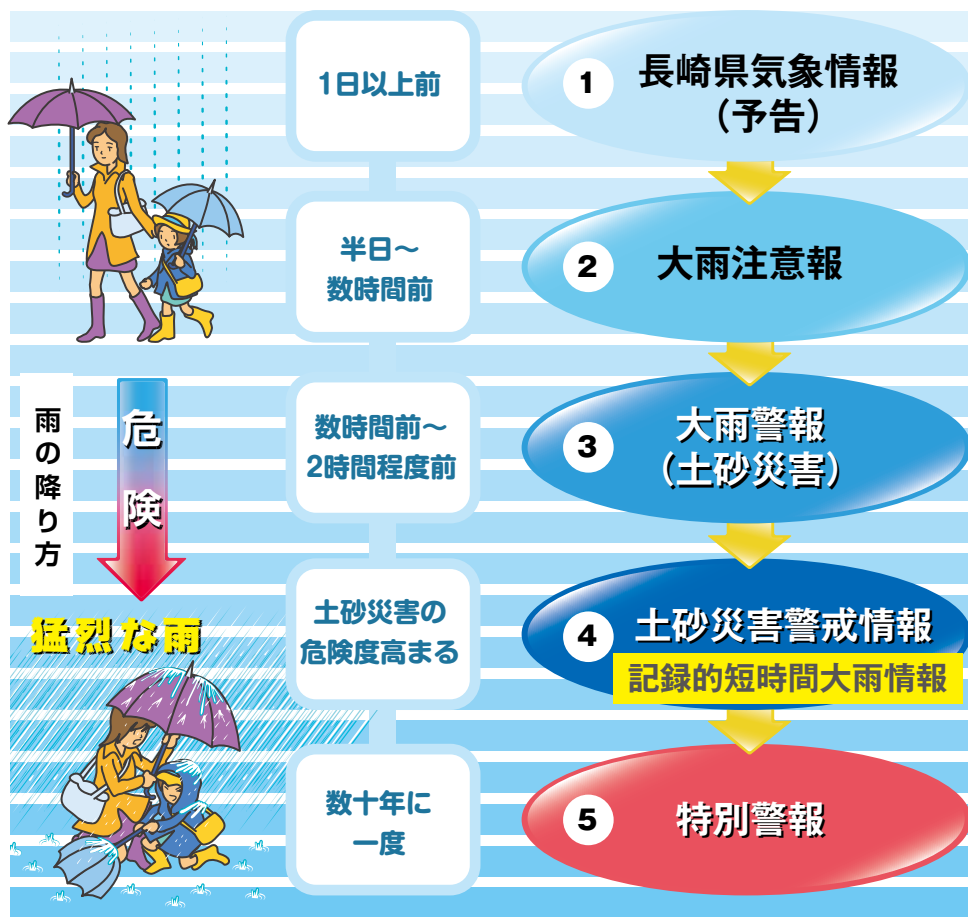 1日以上前
1
長崎県気象情報
（予告）
半日～
数時間前
2
大雨注意報
雨の降り方
危険
数時間前～
2時間程度前
3
大雨警報
（土砂災害）
猛烈な雨
土砂災害の
危険度高まる
4
土砂災害警戒情報
記録的短時間大雨情報
数十年に
一度
5
特別警報